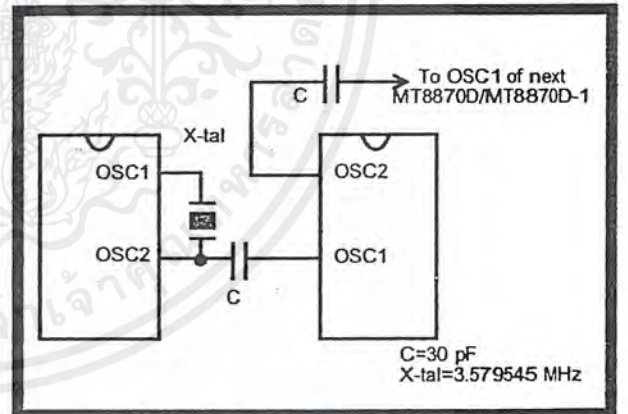 To OSC1 of next
MT8870D/MT8870D-1
C
X-tal
OSC1
OSC2
OSC2
OSC1
C
C=30 pF
X-tal=3.579545 MHz